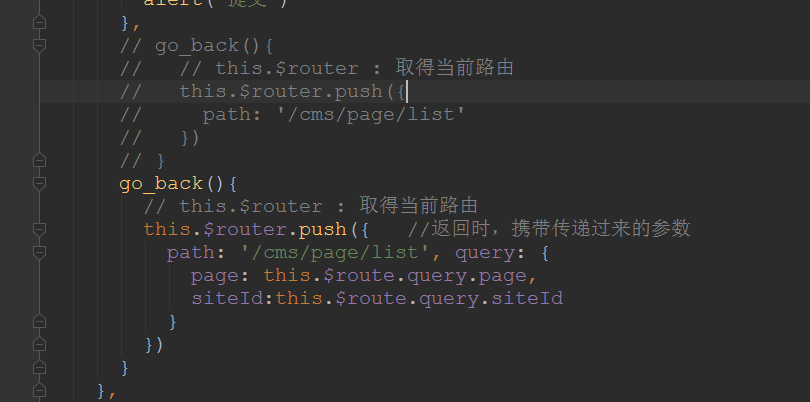 alert('提交')
},
// go_back(){
//   // this.$router : 取得当前路由
//   this.$router.push({
//     path: '/cms/page/list'
//   })
// }
go_back(){
// this.$router : 取得当前路由
this.$router.push({   //返回时，携带传递过来的参数
path: '/cms/page/list', query: {
page: this.$route.query.page,
siteId:this.$route.query.siteId
}
})
}
},